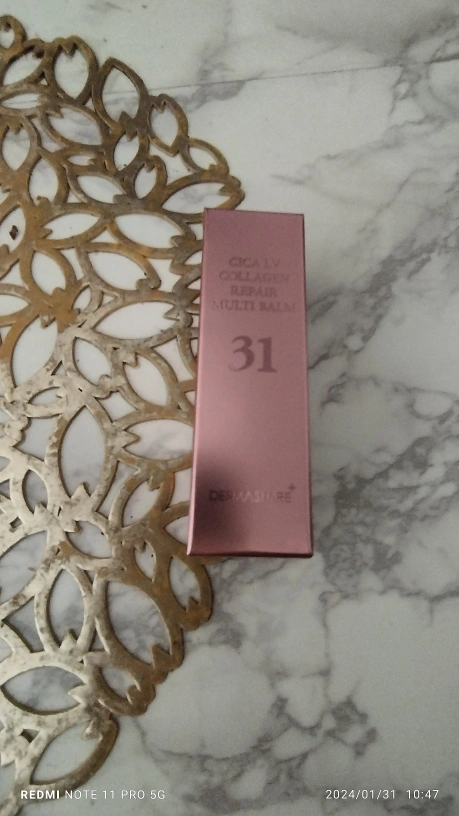 CICA LV
COLLAGEN
REPAIR
MULTI BALM
31
DERMASHARE+
REDMI NOTE 11 PRO 5G
2024/01/31 10:47